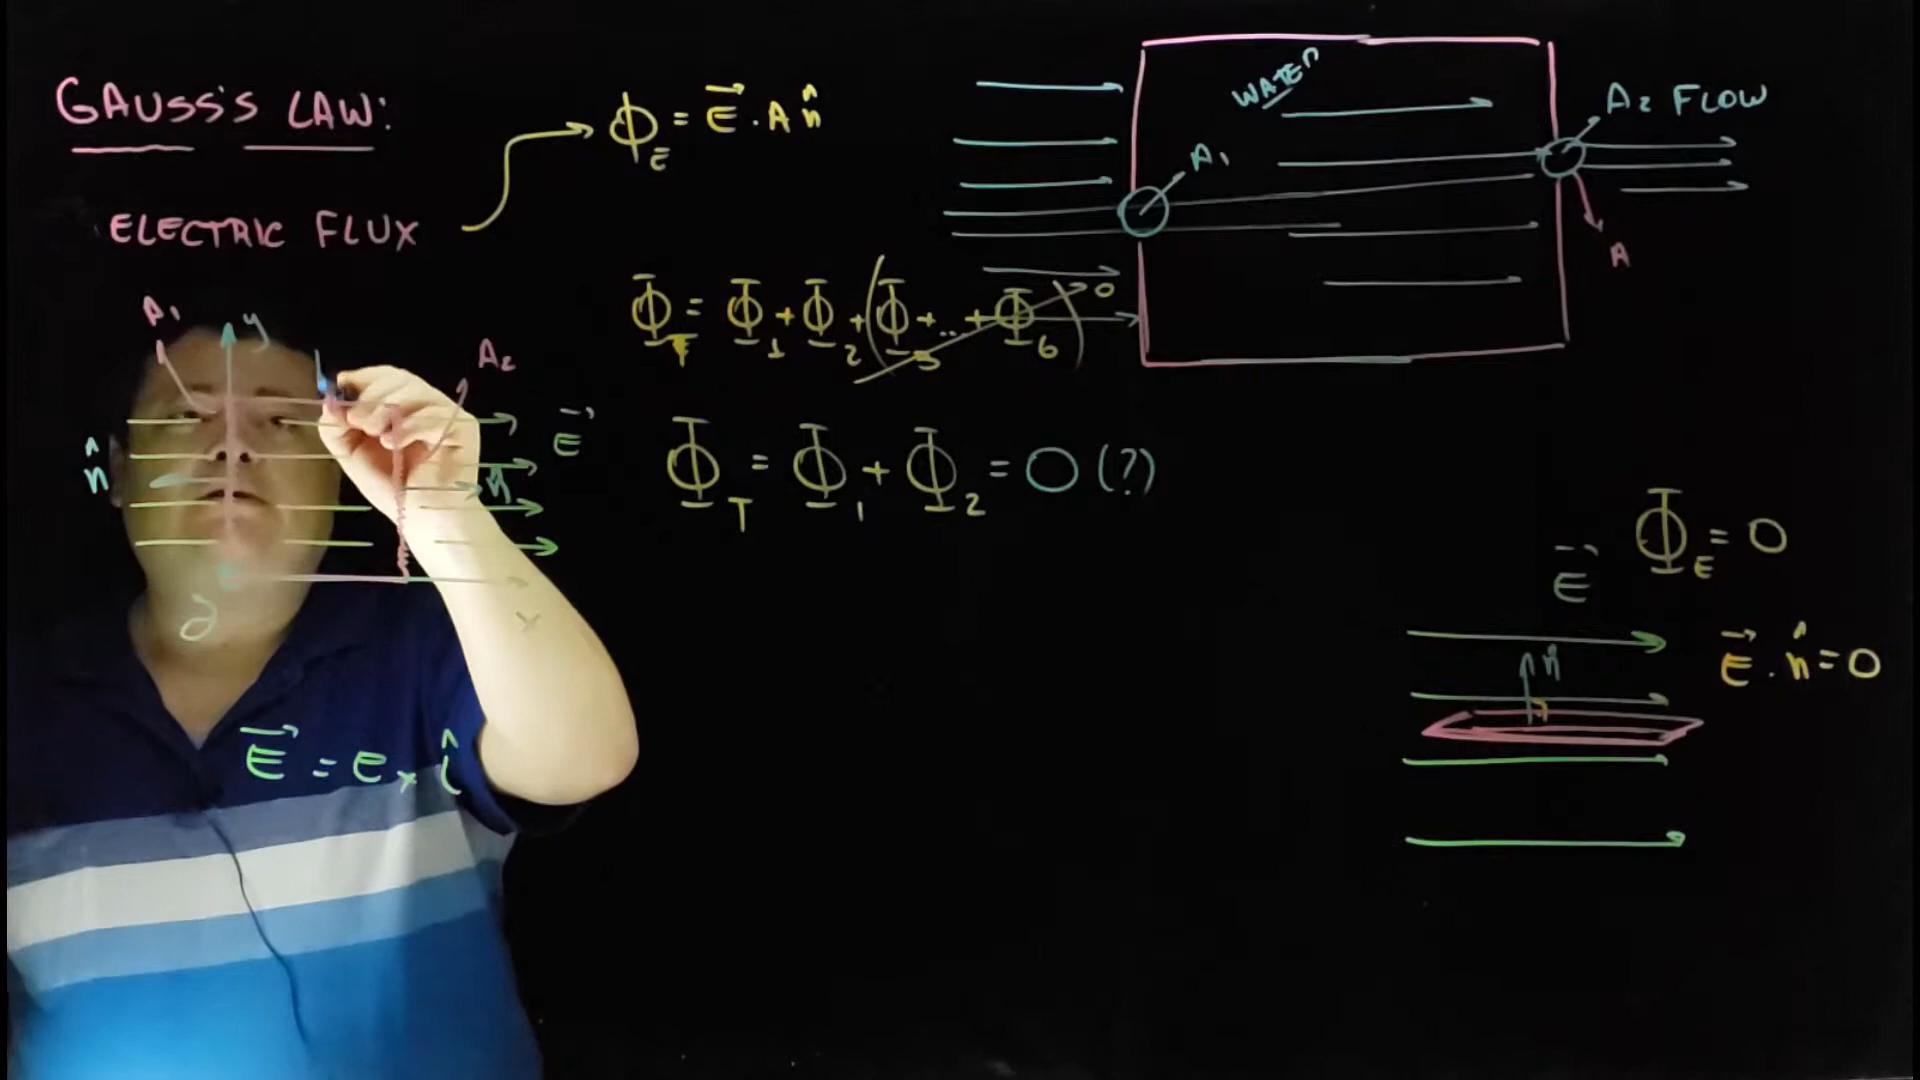 GAUSS'S LAW:
Φ_E = E⃗ . A n̂
ELECTRIC FLUX
WATER
A₁
A₂ FLOW
A
Φ_T = Φ₁ + Φ₂ + (Φ₃ + ... + Φ₆) 0
A₁
y
A₂
n̂
E⃗
n̂
x
Φ_T = Φ₁ + Φ₂ = 0 (?)
E⃗ = E_x î
Φ_E = 0
E⃗
n̂
E⃗ . n̂ = 0